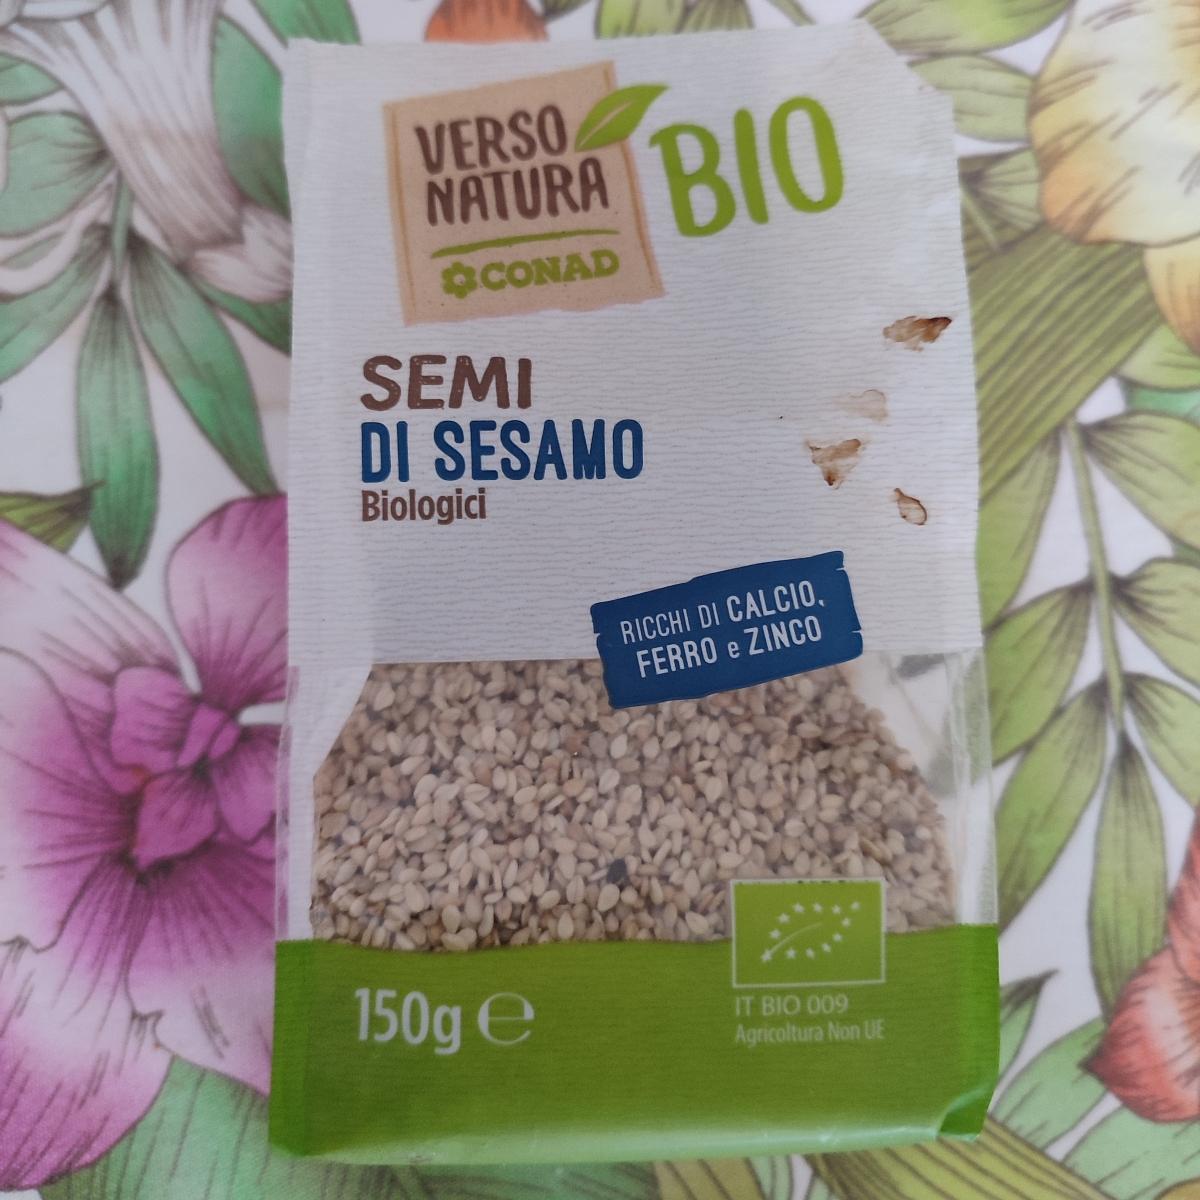 VERSO
NATURA
CONAD
BIO
SEMI
DI SESAMO
Biologici
RICCHI DI CALCIO,
FERRO e ZINCO
150g ℮
IT BIO 009
Agricoltura Non UE